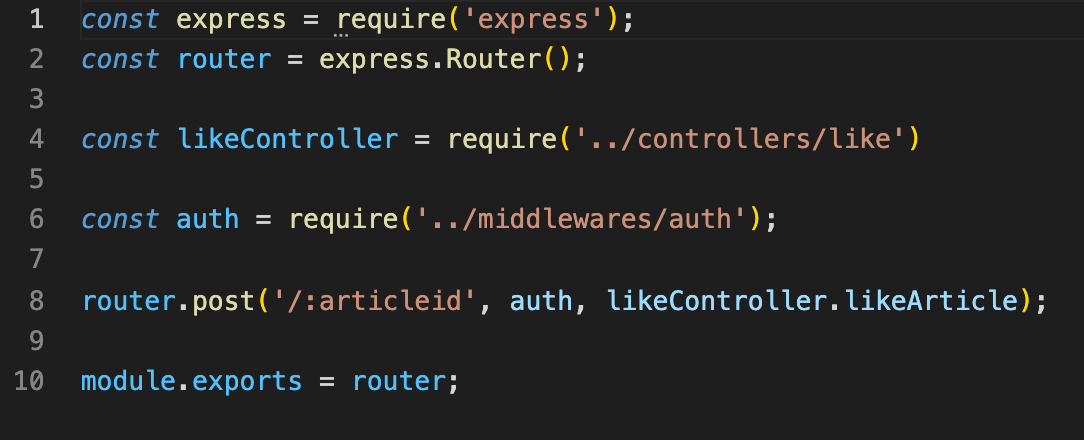 1 const express = require('express');
2 const router = express.Router();
3
4 const likeController = require('../controllers/like')
5
6 const auth = require('../middlewares/auth');
7
8 router.post('/:articleid', auth, likeController.likeArticle);
9
10 module.exports = router;